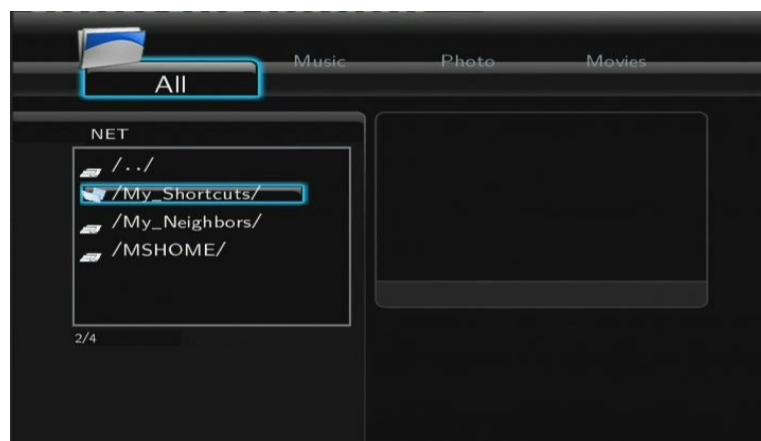 Music
Photo
Movies
All
NET
/../
/My_Shortcuts/
/My_Neighbors/
/MSHOME/
2/4